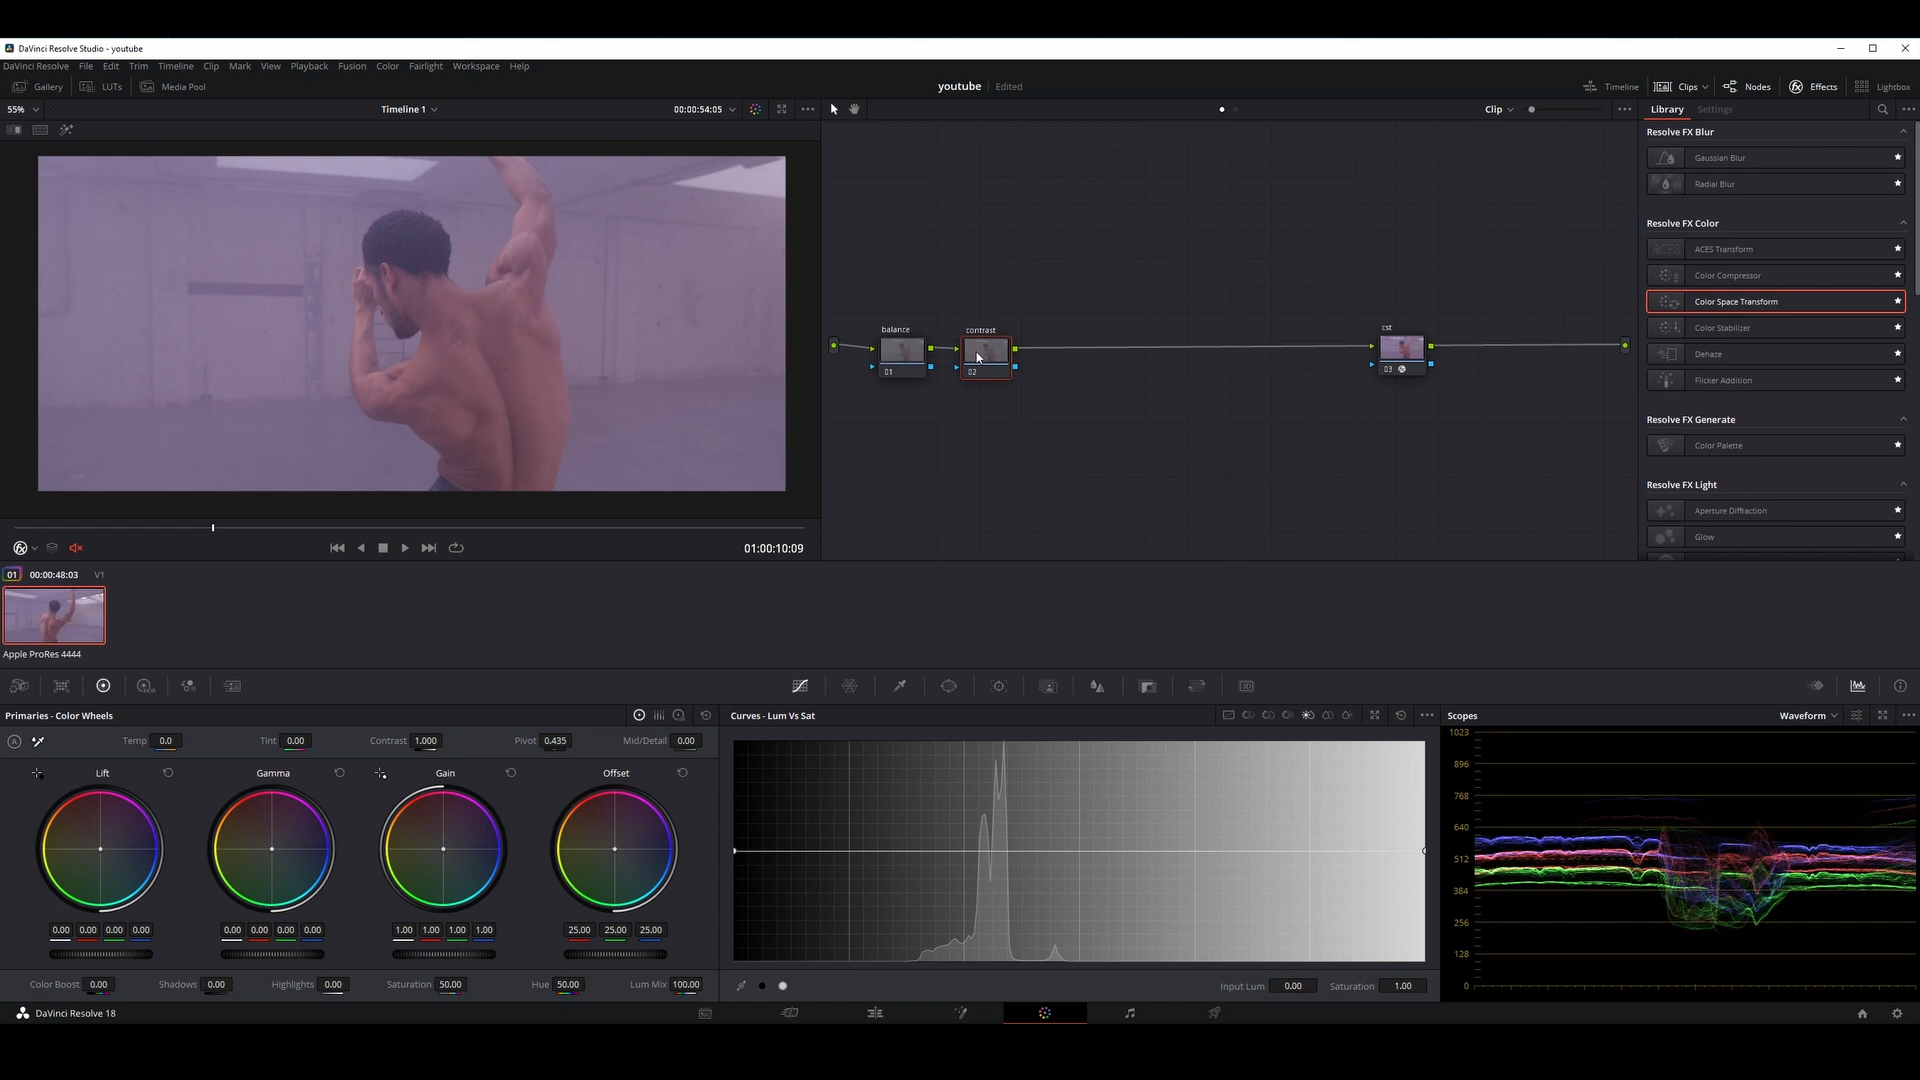 DaVinci Resolve Studio - youtube
DaVinci Resolve File Edit Trim Timeline Clip Mark View Playback Fusion Color Fairlight Workspace Help
Gallery LUTs Media Pool youtube Edited Timeline Clips Nodes Effects Lightbox
55% Timeline 1 00:00:54:05 Clip Library Settings
Resolve FX Blur
Gaussian Blur
Radial Blur
Resolve FX Color
ACES Transform
Color Compressor
Color Space Transform
Color Stabilizer
Dehaze
Flicker Addition
Resolve FX Generate
Color Palette
Resolve FX Light
Aperture Diffraction
Glow
balance contrast cst
01 02 03
01:00:10:09
01 00:00:48:03 V1
Apple ProRes 4444
Primaries - Color Wheels Curves - Lum Vs Sat Scopes Waveform
Temp 0.0 Tint 0.00 Contrast 1.000 Pivot 0.435 Mid/Detail 0.00
Lift Gamma Gain Offset
0.00 0.00 0.00 0.00 0.00 0.00 0.00 0.00 1.00 1.00 1.00 1.00 25.00 25.00 25.00
Color Boost 0.00 Shadows 0.00 Highlights 0.00 Saturation 50.00 Hue 50.00 Lum Mix 100.00
Input Lum 0.00 Saturation 1.00
1023
896
768
640
512
384
256
128
0
DaVinci Resolve 18